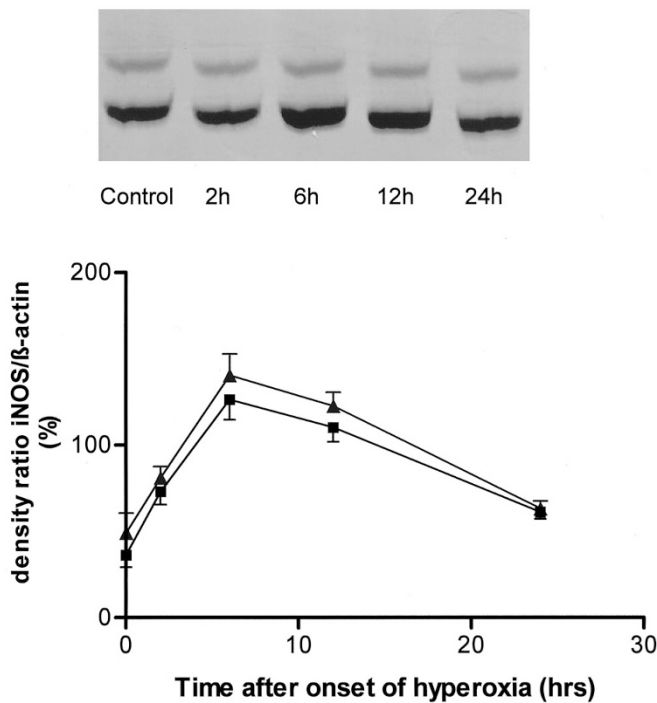 Control 2h 6h 12h 24h
200
100
0
density ratio iNOS/ß-actin
(%)
0 10 20 30
Time after onset of hyperoxia (hrs)